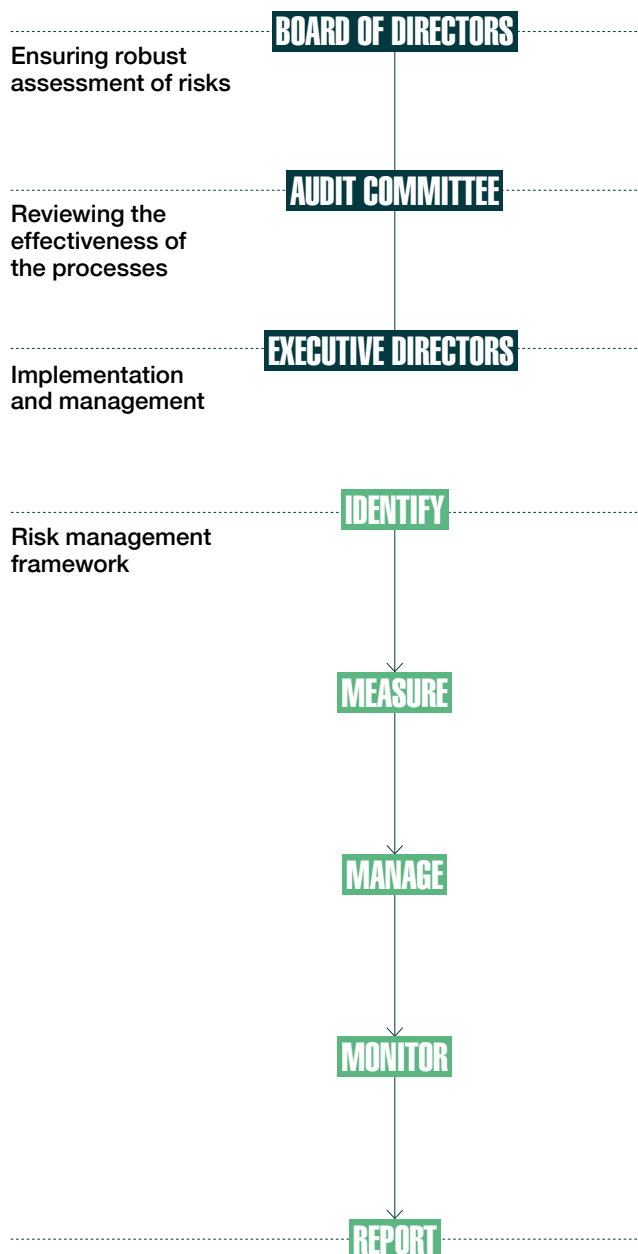 BOARD OF DIRECTORS
Ensuring robust
assessment of risks
AUDIT COMMITTEE
Reviewing the
effectiveness of
the processes
EXECUTIVE DIRECTORS
Implementation
and management
IDENTIFY
Risk management
framework
MEASURE
MANAGE
MONITOR
REPORT